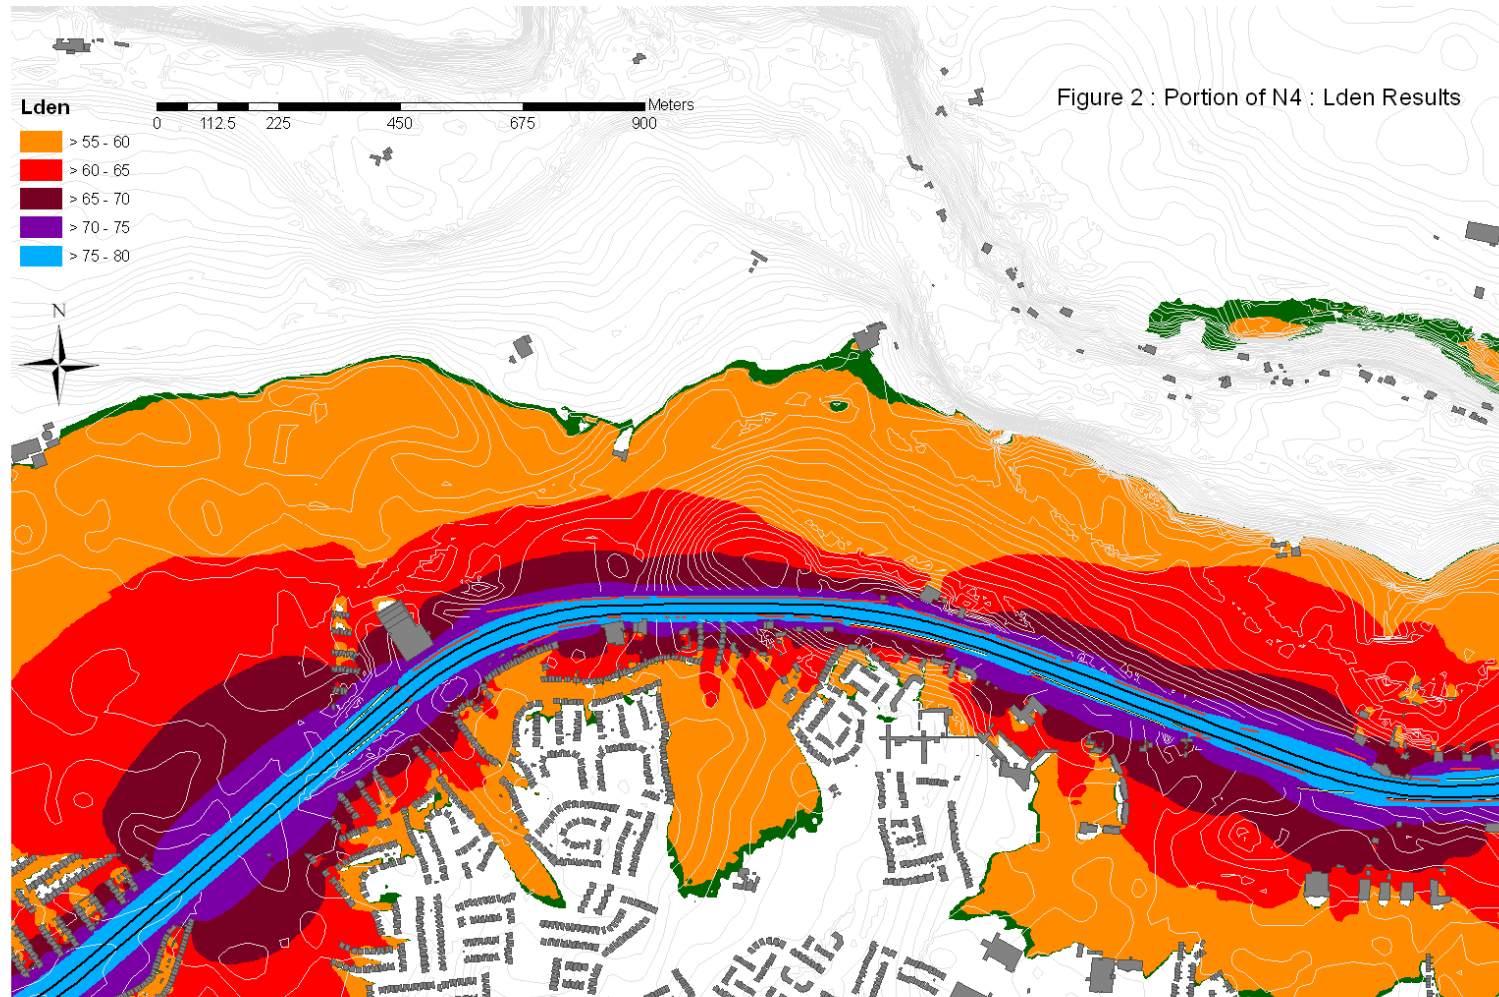 Figure 2 : Portion of N4 : Lden Results
Lden
Meters
0 112.5 225 450 675 900
> 55 - 60
> 60 - 65
> 65 - 70
> 70 - 75
> 75 - 80
N